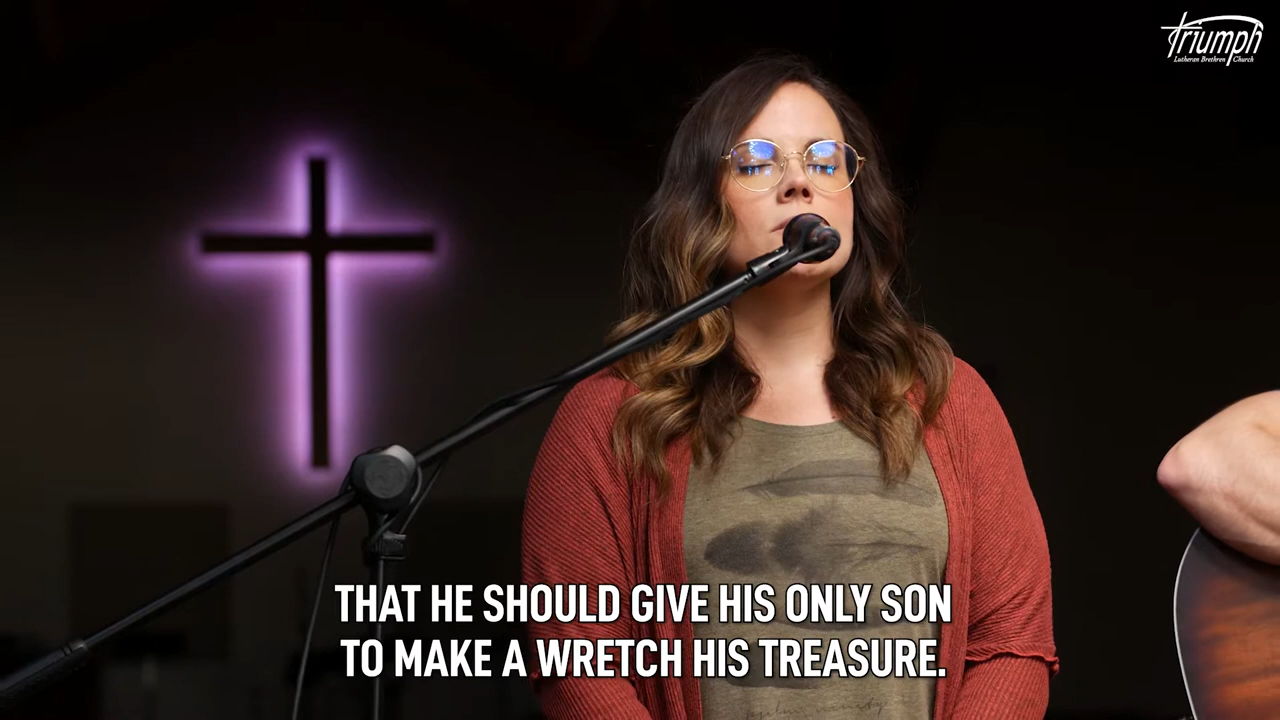 Triumph
Lutheran Brethren Church
THAT HE SHOULD GIVE HIS ONLY SON
TO MAKE A WRETCH HIS TREASURE.